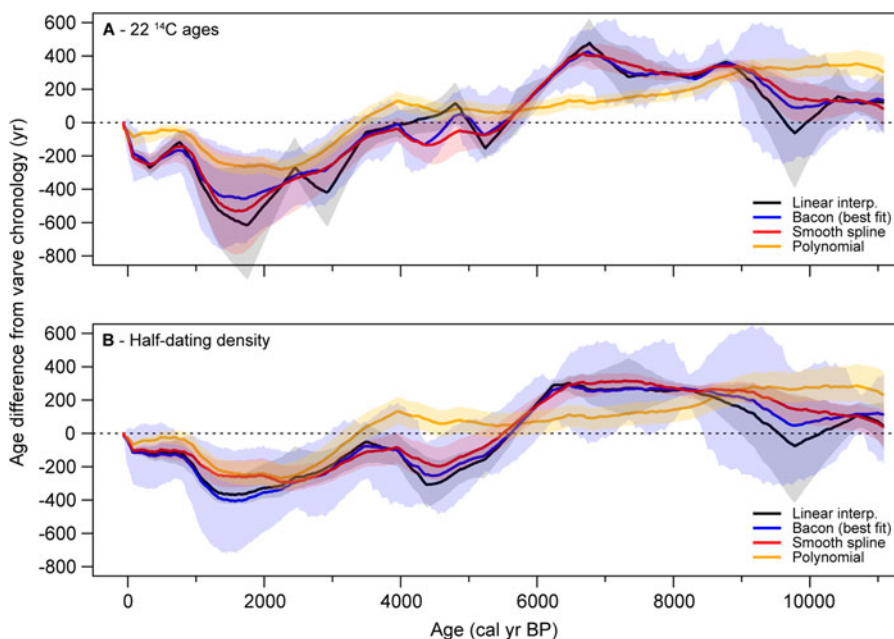 A - 22 ¹⁴C ages
600
400
200
0
-200
-400
-600
-800
Linear interp.
Bacon (best fit)
Smooth spline
Polynomial
Age difference from varve chronology (yr)
B - Half-dating density
600
400
200
0
-200
-400
-600
-800
Linear interp.
Bacon (best fit)
Smooth spline
Polynomial
0 2000 4000 6000 8000 10000
Age (cal yr BP)